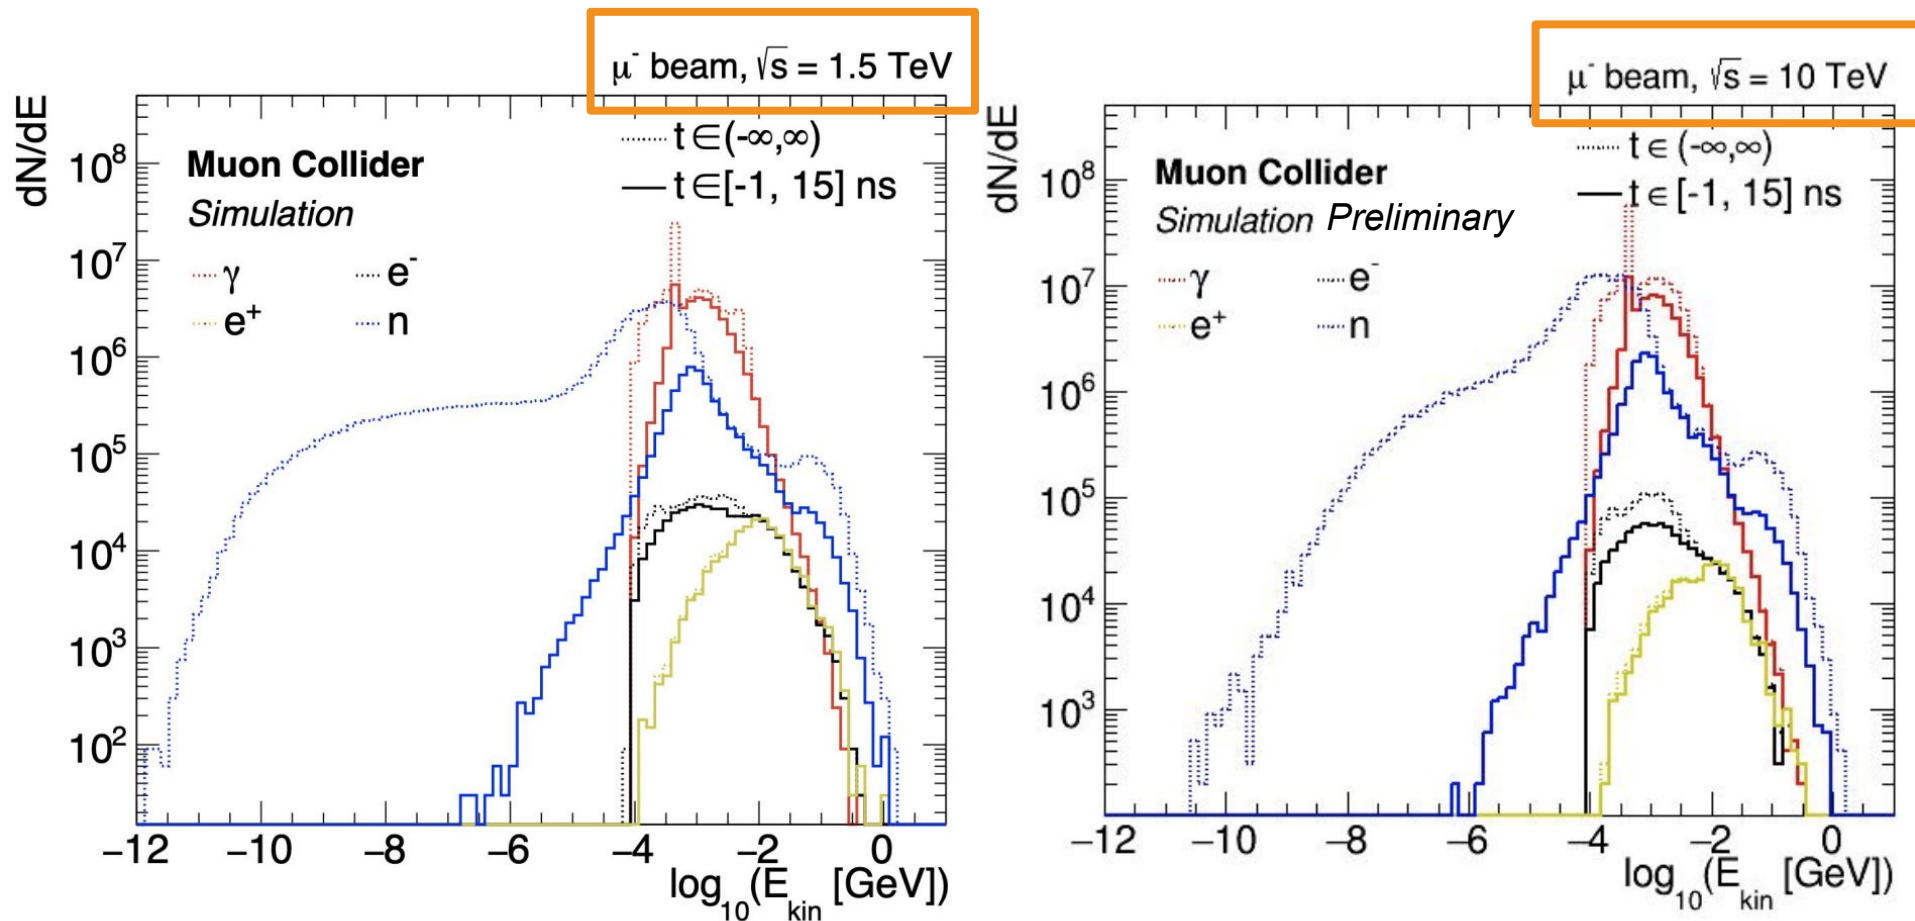 μ⁻ beam, √s = 1.5 TeV
dN/dE
t∈(-∞,∞)
t∈[-1, 15] ns
Muon Collider
Simulation
γ
e⁻
e⁺
n
10⁸
10⁷
10⁶
10⁵
10⁴
10³
10²
−12 −10 −8 −6 −4 −2 0
log₁₀(E_kin [GeV])
μ⁻ beam, √s = 10 TeV
dN/dE
t∈(-∞,∞)
t∈[-1, 15] ns
Muon Collider
Simulation Preliminary
γ
e⁻
e⁺
n
10⁸
10⁷
10⁶
10⁵
10⁴
10³
−12 −10 −8 −6 −4 −2 0
log₁₀(E_kin [GeV])